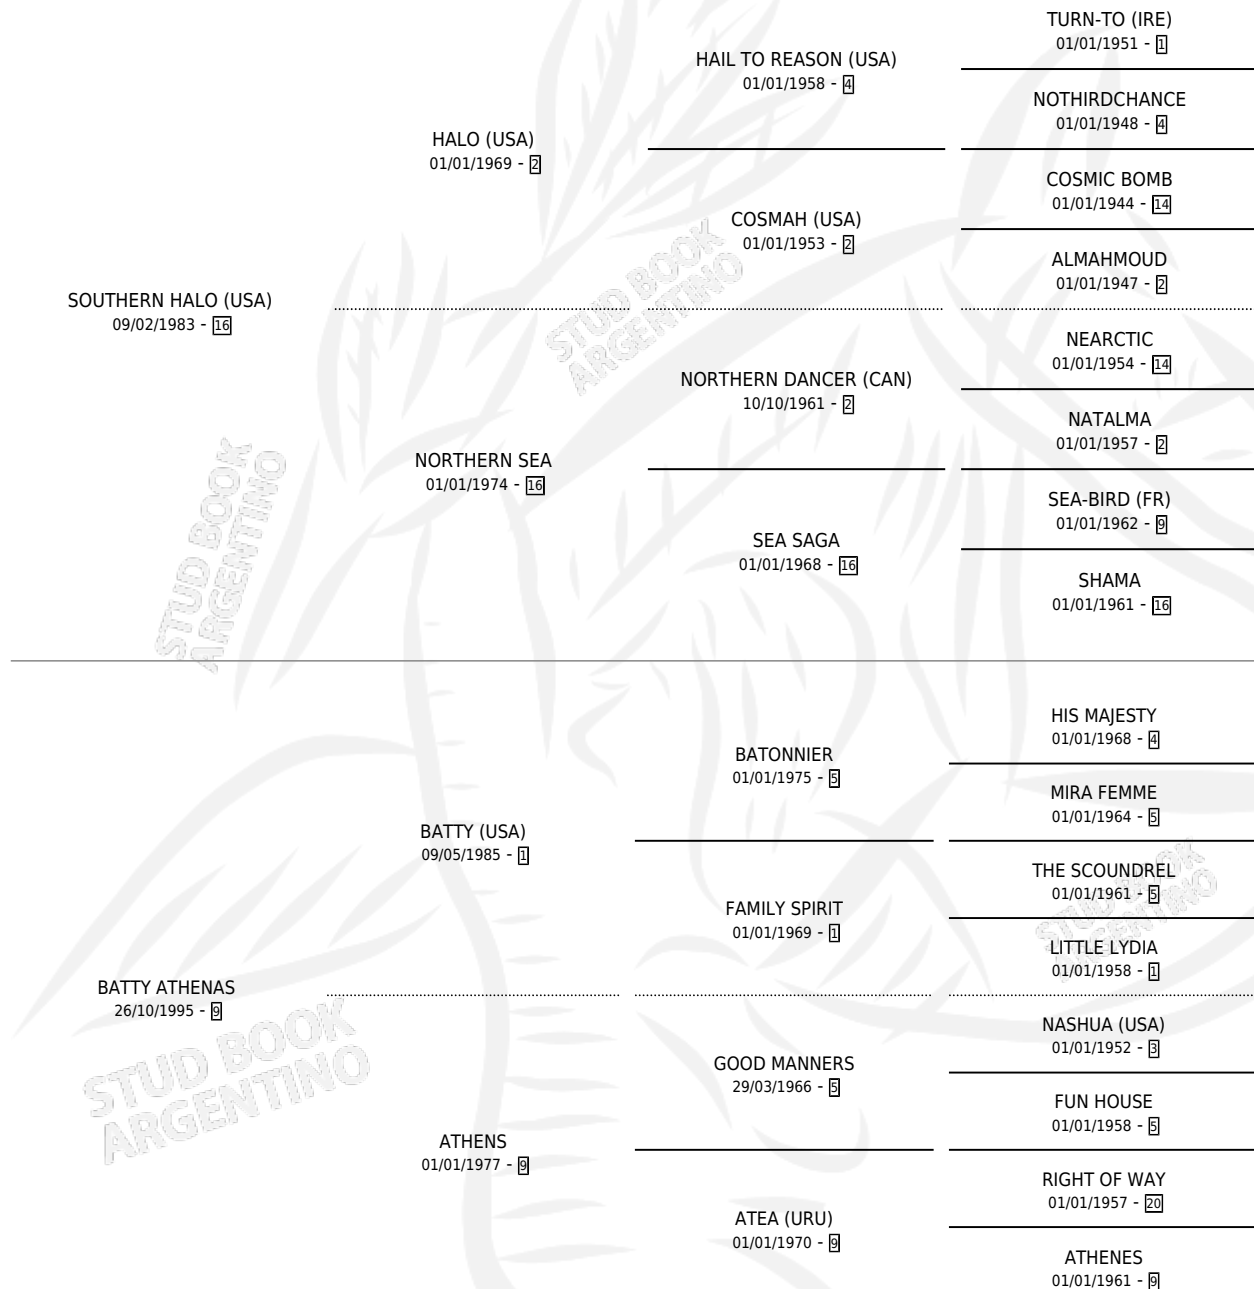 TURN-TO (IRE)
01/01/1951 - 1
HAIL TO REASON (USA)
01/01/1958 - 4
NOTHIRDCHANCE
01/01/1948 - 4
HALO (USA)
01/01/1969 - 2
COSMIC BOMB
01/01/1944 - 14
COSMAH (USA)
01/01/1953 - 2
ALMAHMOUD
01/01/1947 - 2
SOUTHERN HALO (USA)
09/02/1983 - 16
NEARCTIC
01/01/1954 - 14
NORTHERN DANCER (CAN)
10/10/1961 - 2
NATALMA
01/01/1957 - 2
NORTHERN SEA
01/01/1974 - 16
SEA-BIRD (FR)
01/01/1962 - 9
SEA SAGA
01/01/1968 - 16
SHAMA
01/01/1961 - 16
HIS MAJESTY
01/01/1968 - 4
BATONNIER
01/01/1975 - 5
MIRA FEMME
01/01/1964 - 5
BATTY (USA)
09/05/1985 - 1
THE SCOUNDREL
01/01/1961 - 5
FAMILY SPIRIT
01/01/1969 - 1
LITTLE LYDIA
01/01/1958 - 1
BATTY ATHENAS
26/10/1995 - 9
NASHUA (USA)
01/01/1952 - 3
GOOD MANNERS
29/03/1966 - 5
FUN HOUSE
01/01/1958 - 5
ATHENS
01/01/1977 - 9
RIGHT OF WAY
01/01/1957 - 20
ATEA (URU)
01/01/1970 - 9
ATHENES
01/01/1961 - 9
STUD BOOK
ARGENTINO
STUD BOOK
ARGENTINO
STUD BOOK
ARGENTINO
STUD BOOK
ARGENTINO